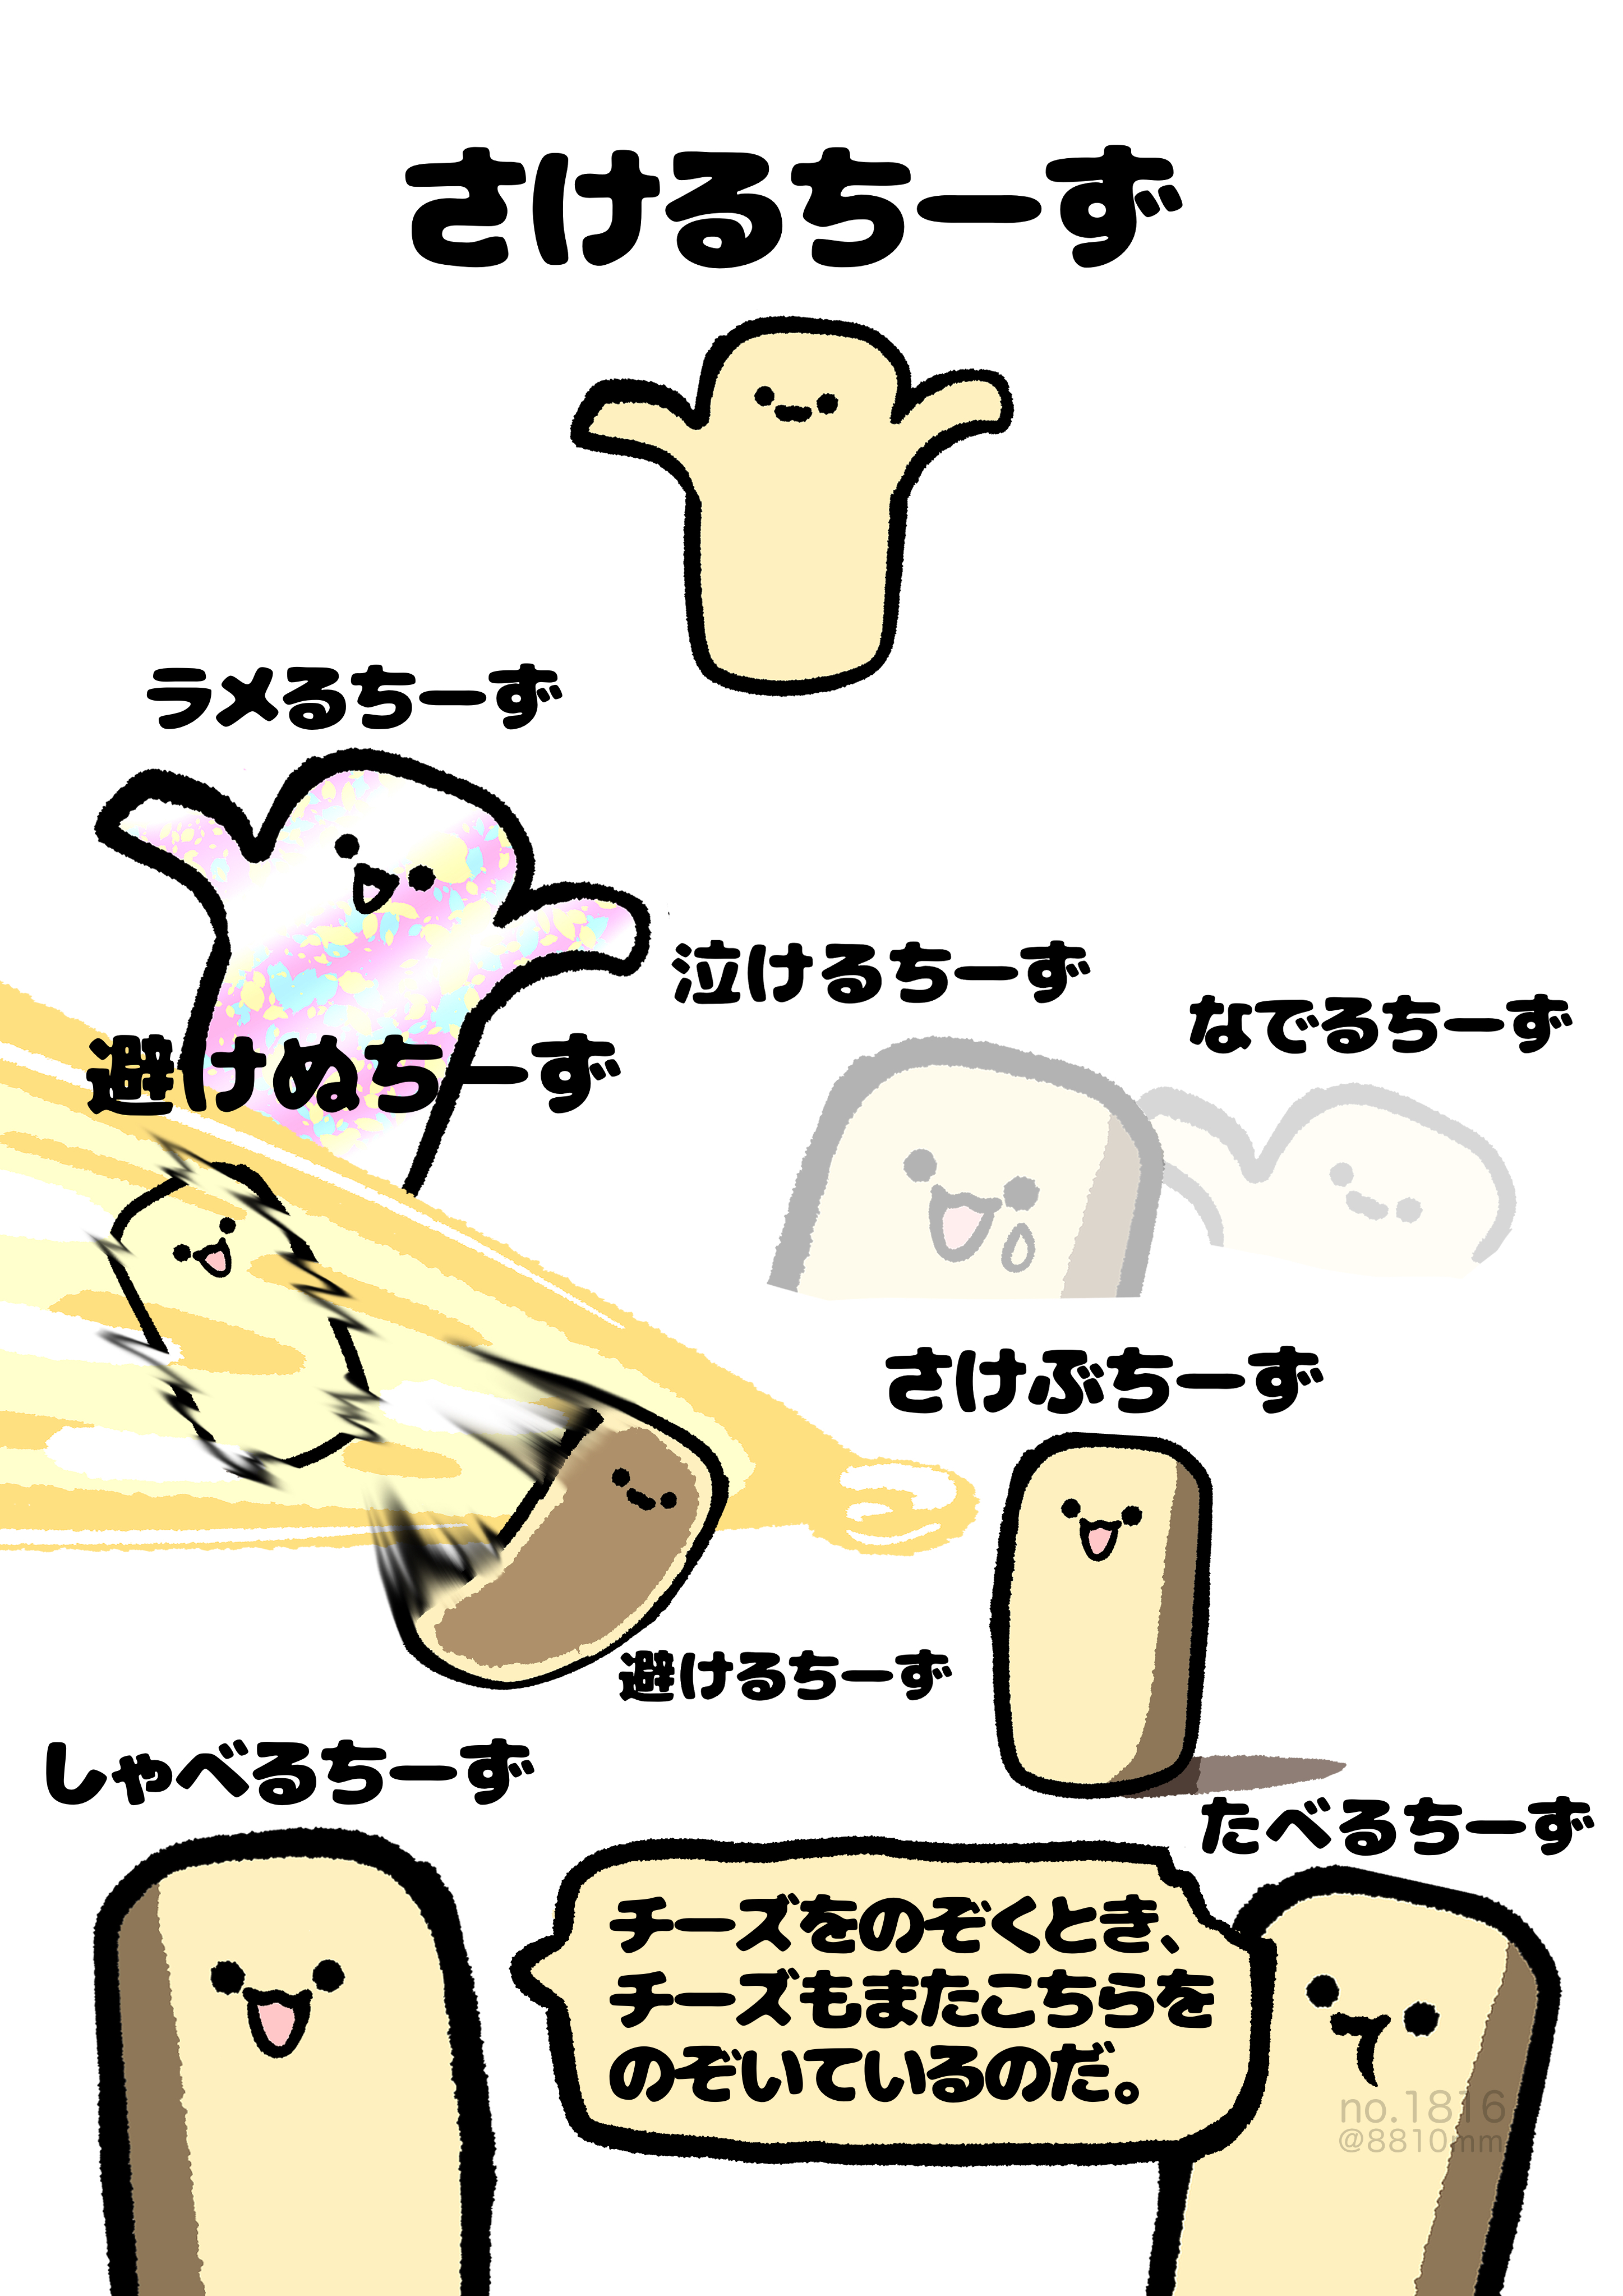 さけるちーず
ラメるちーず
泣けるちーず
なでるちーず
避けぬちーず
さけぶちーず
避けるちーず
しゃべるちーず
たべるちーず
チーズをのぞくとき、
チーズもまたこちらを
のぞいているのだ。
no.1816
@8810mm